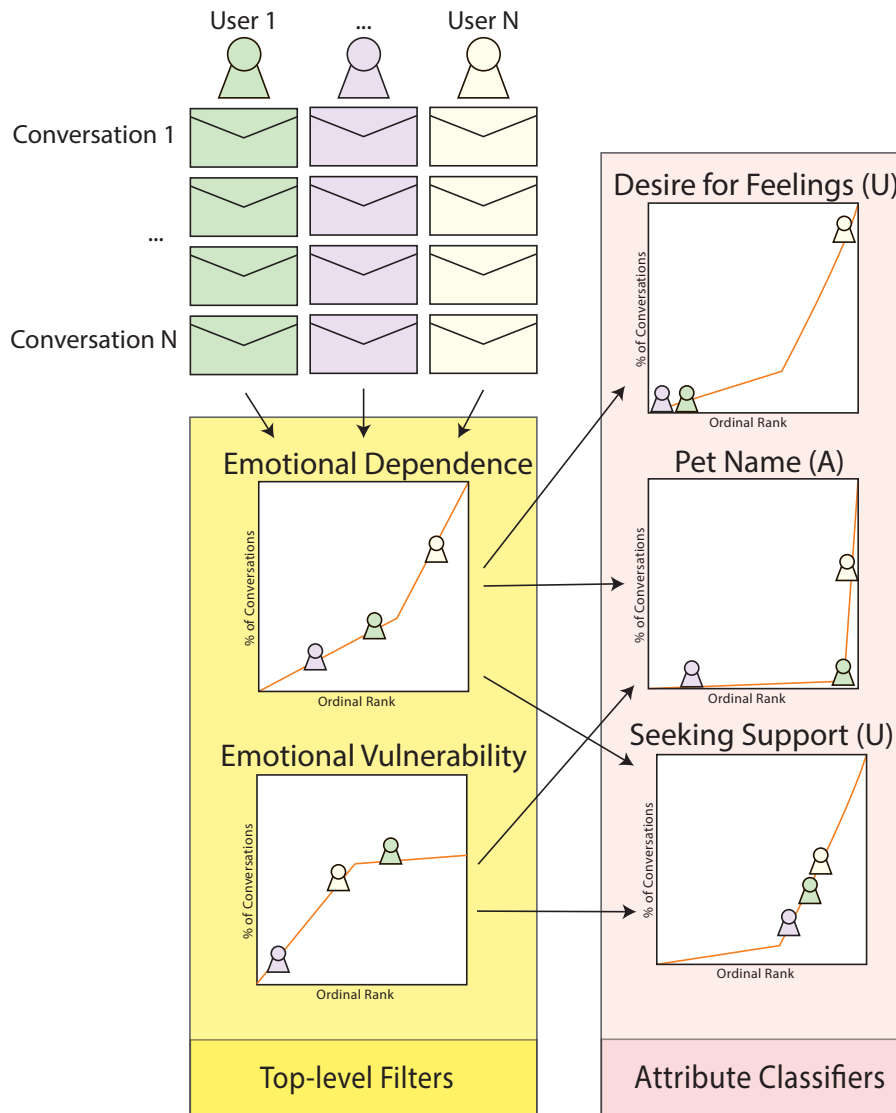 User 1
...
User N
Conversation 1
...
Conversation N
Emotional Dependence
% of Conversations
Ordinal Rank
Emotional Vulnerability
% of Conversations
Ordinal Rank
Top-level Filters
Desire for Feelings (U)
% of Conversations
Ordinal Rank
Pet Name (A)
% of Conversations
Ordinal Rank
Seeking Support (U)
% of Conversations
Ordinal Rank
Attribute Classifiers